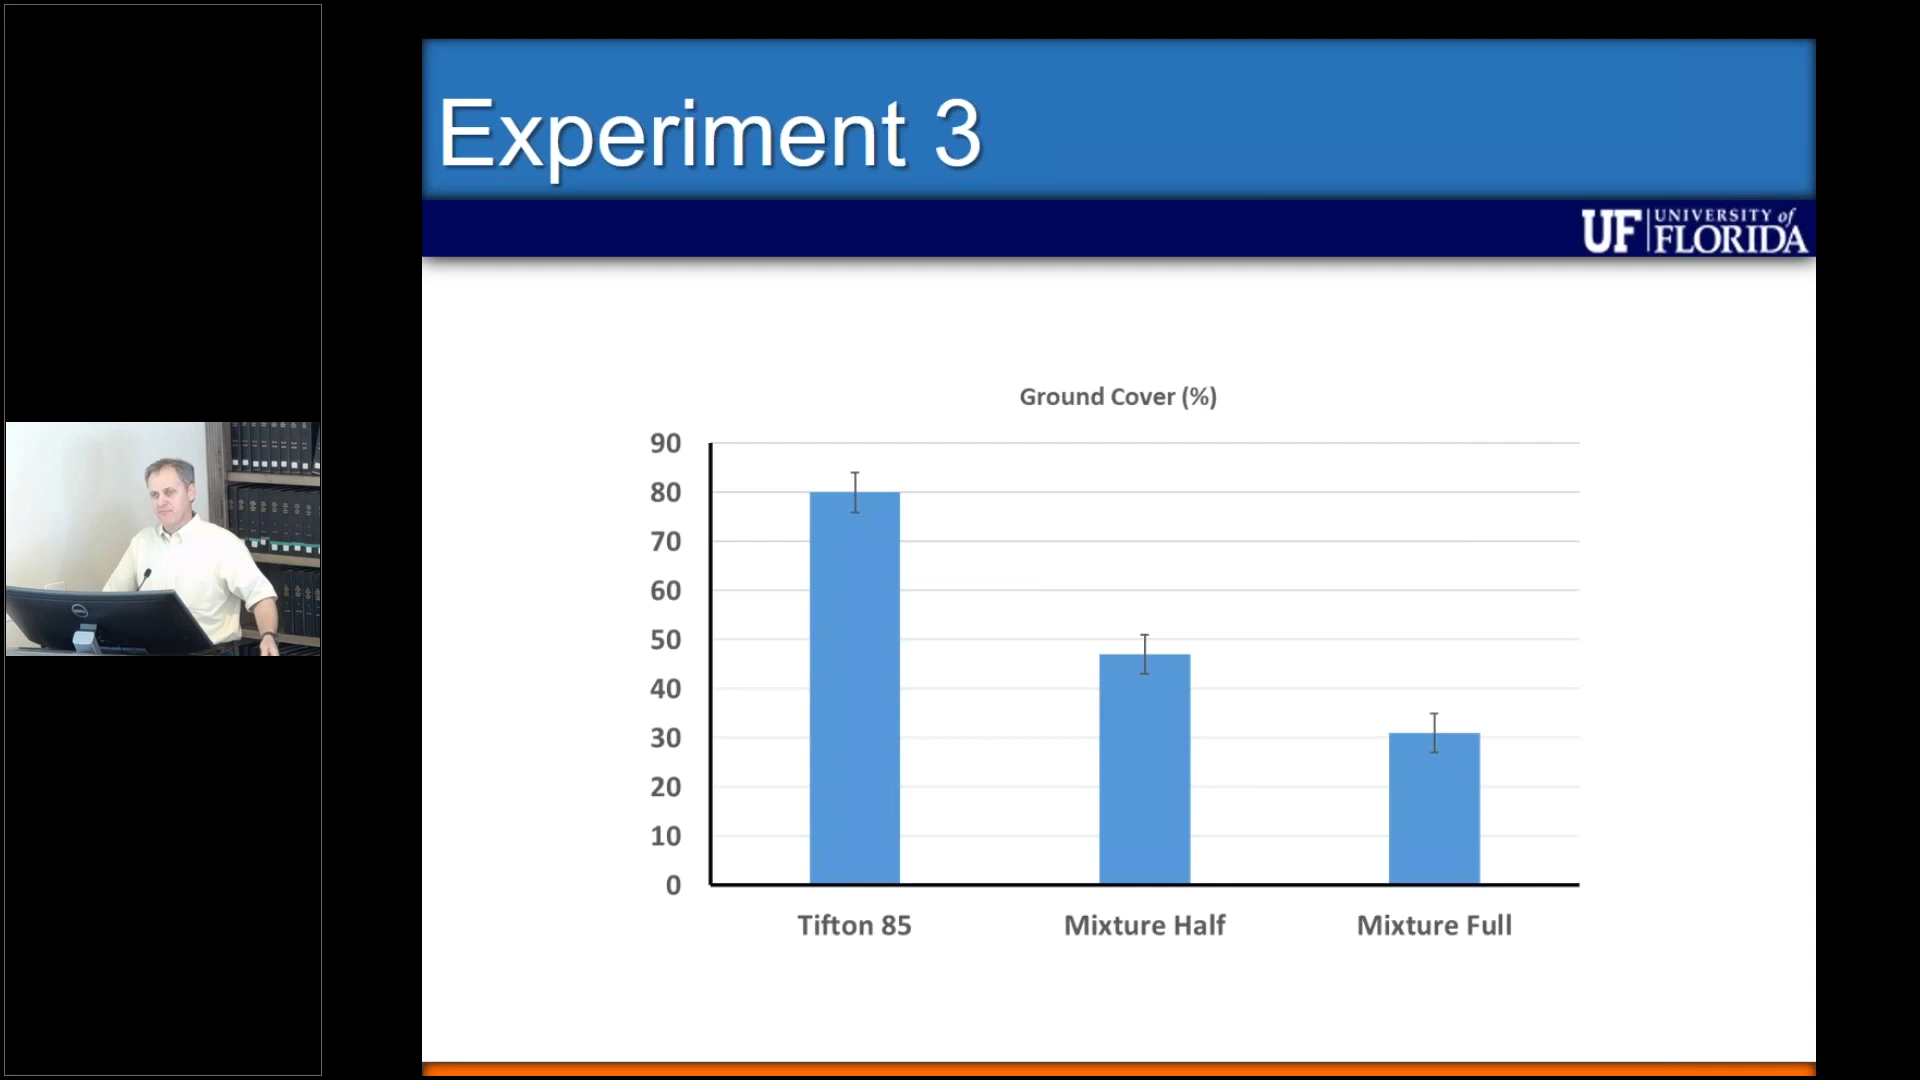 Experiment 3
UF UNIVERSITY of
FLORIDA
Ground Cover (%)
90
80
70
60
50
40
30
20
10
0
Tifton 85 Mixture Half Mixture Full
DELL